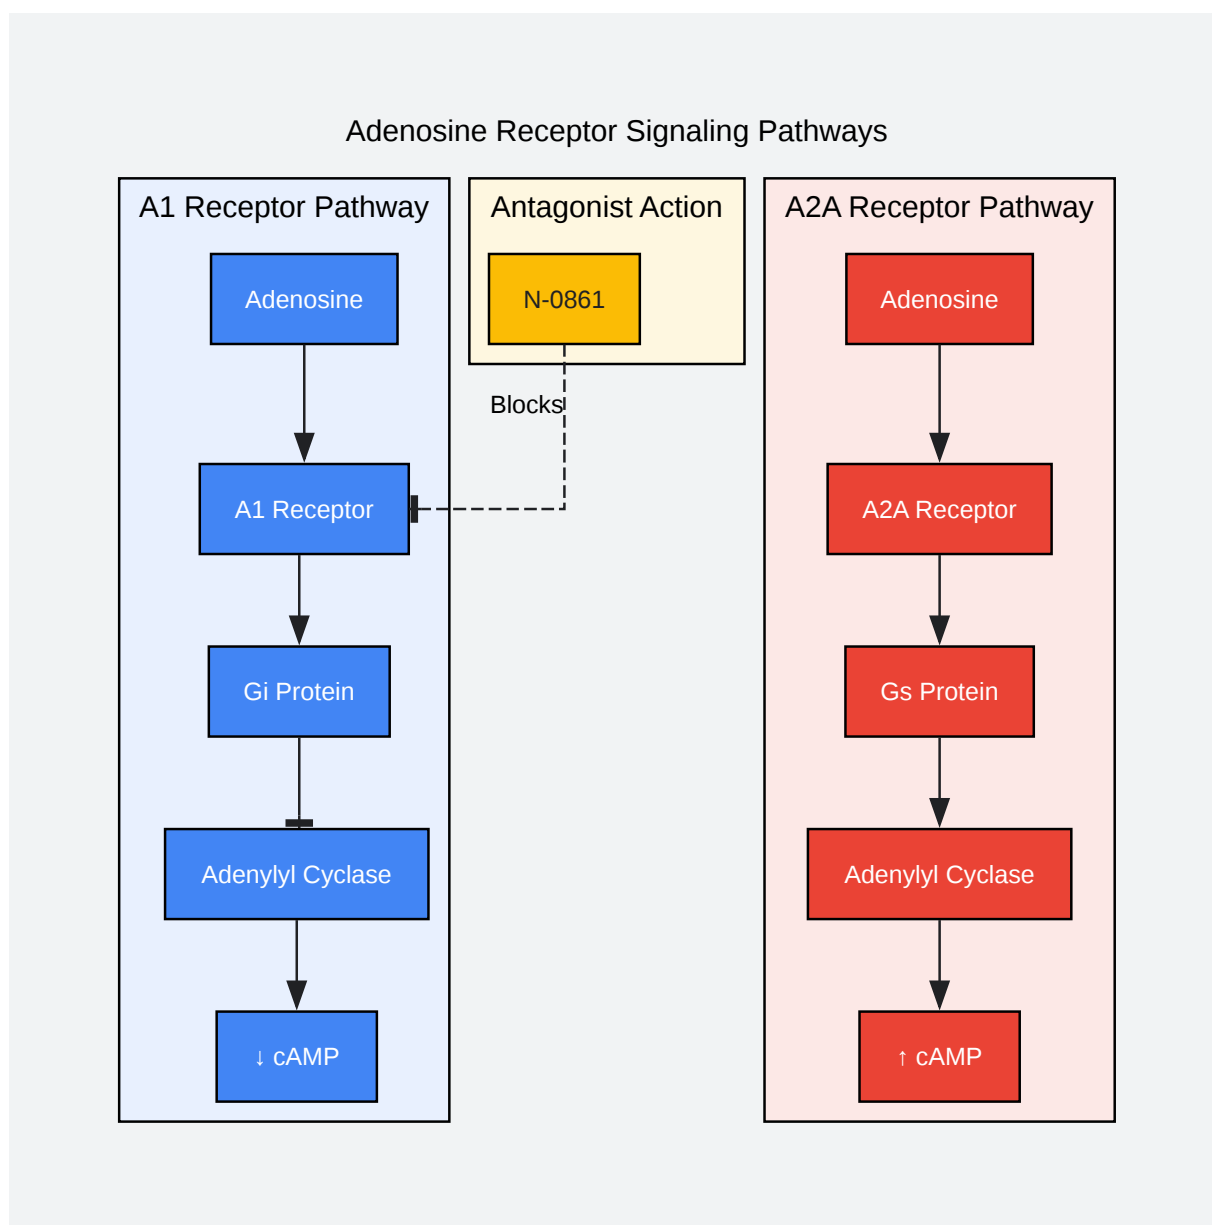 Adenosine Receptor Signaling Pathways
A1 Receptor Pathway
Adenosine
A1 Receptor
Gi Protein
Adenylyl Cyclase
↓ cAMP
Antagonist Action
N-0861
Blocks
A2A Receptor Pathway
Adenosine
A2A Receptor
Gs Protein
Adenylyl Cyclase
↑ cAMP